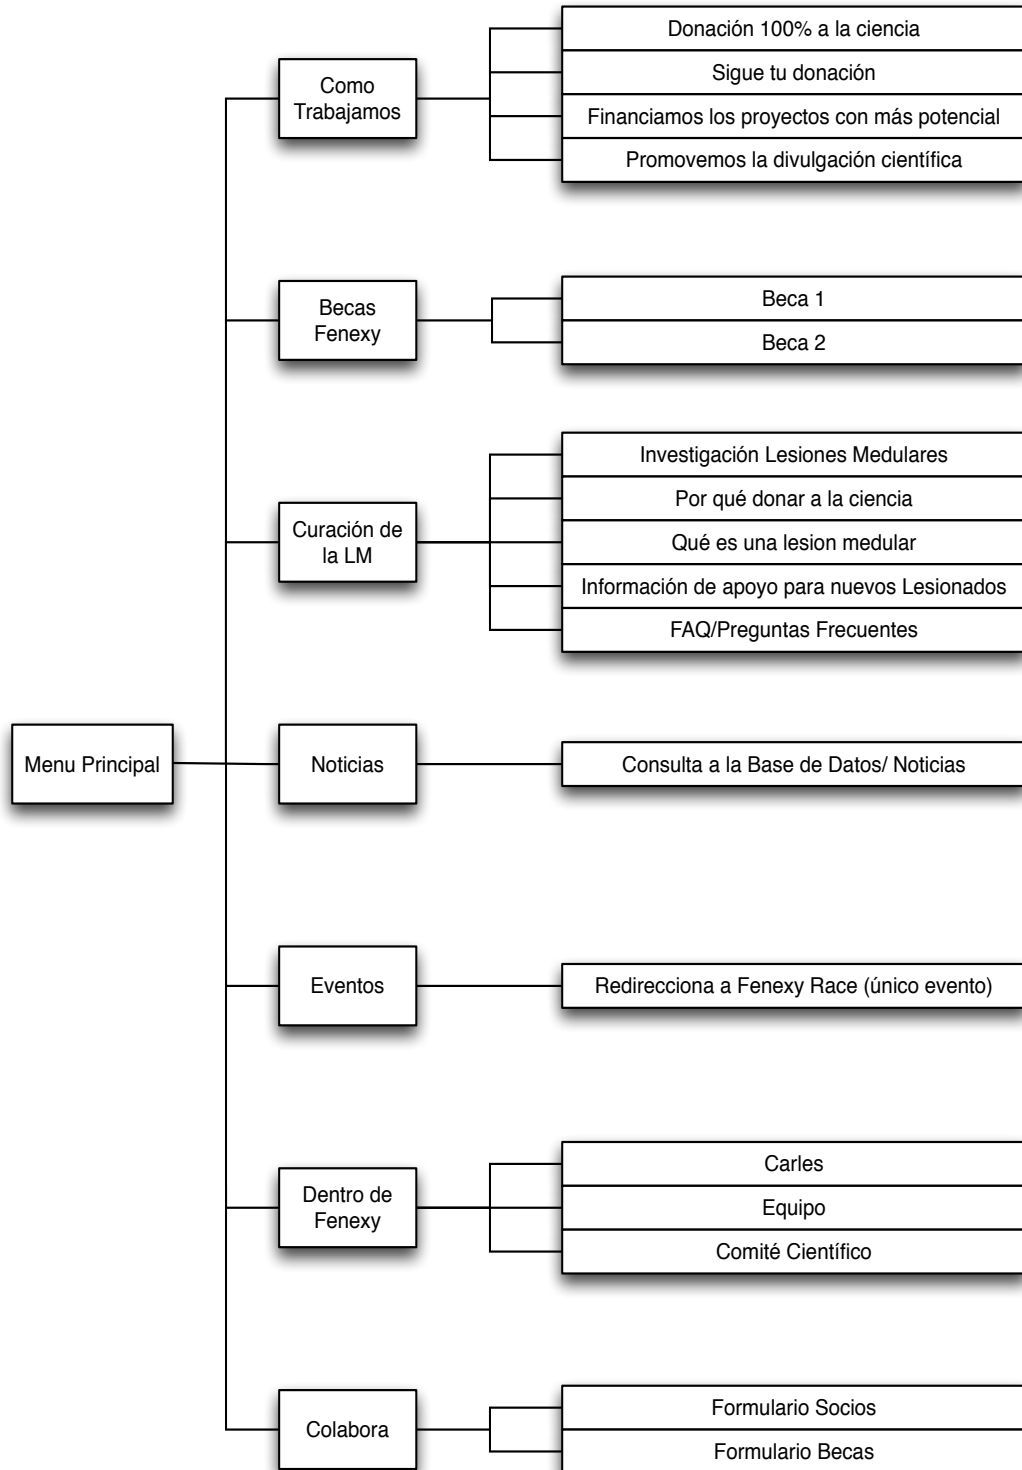 Donación 100% a la ciencia
Como
Trabajamos
Sigue tu donación
Financiamos los proyectos con más potencial
Promovemos la divulgación científica
Becas
Fenexy
Beca 1
Beca 2
Curación de
la LM
Investigación Lesiones Medulares
Por qué donar a la ciencia
Qué es una lesion medular
Información de apoyo para nuevos Lesionados
FAQ/Preguntas Frecuentes
Menu Principal
Noticias
Consulta a la Base de Datos/ Noticias
Eventos
Redirecciona a Fenexy Race (único evento)
Dentro de
Fenexy
Carles
Equipo
Comité Científico
Colabora
Formulario Socios
Formulario Becas